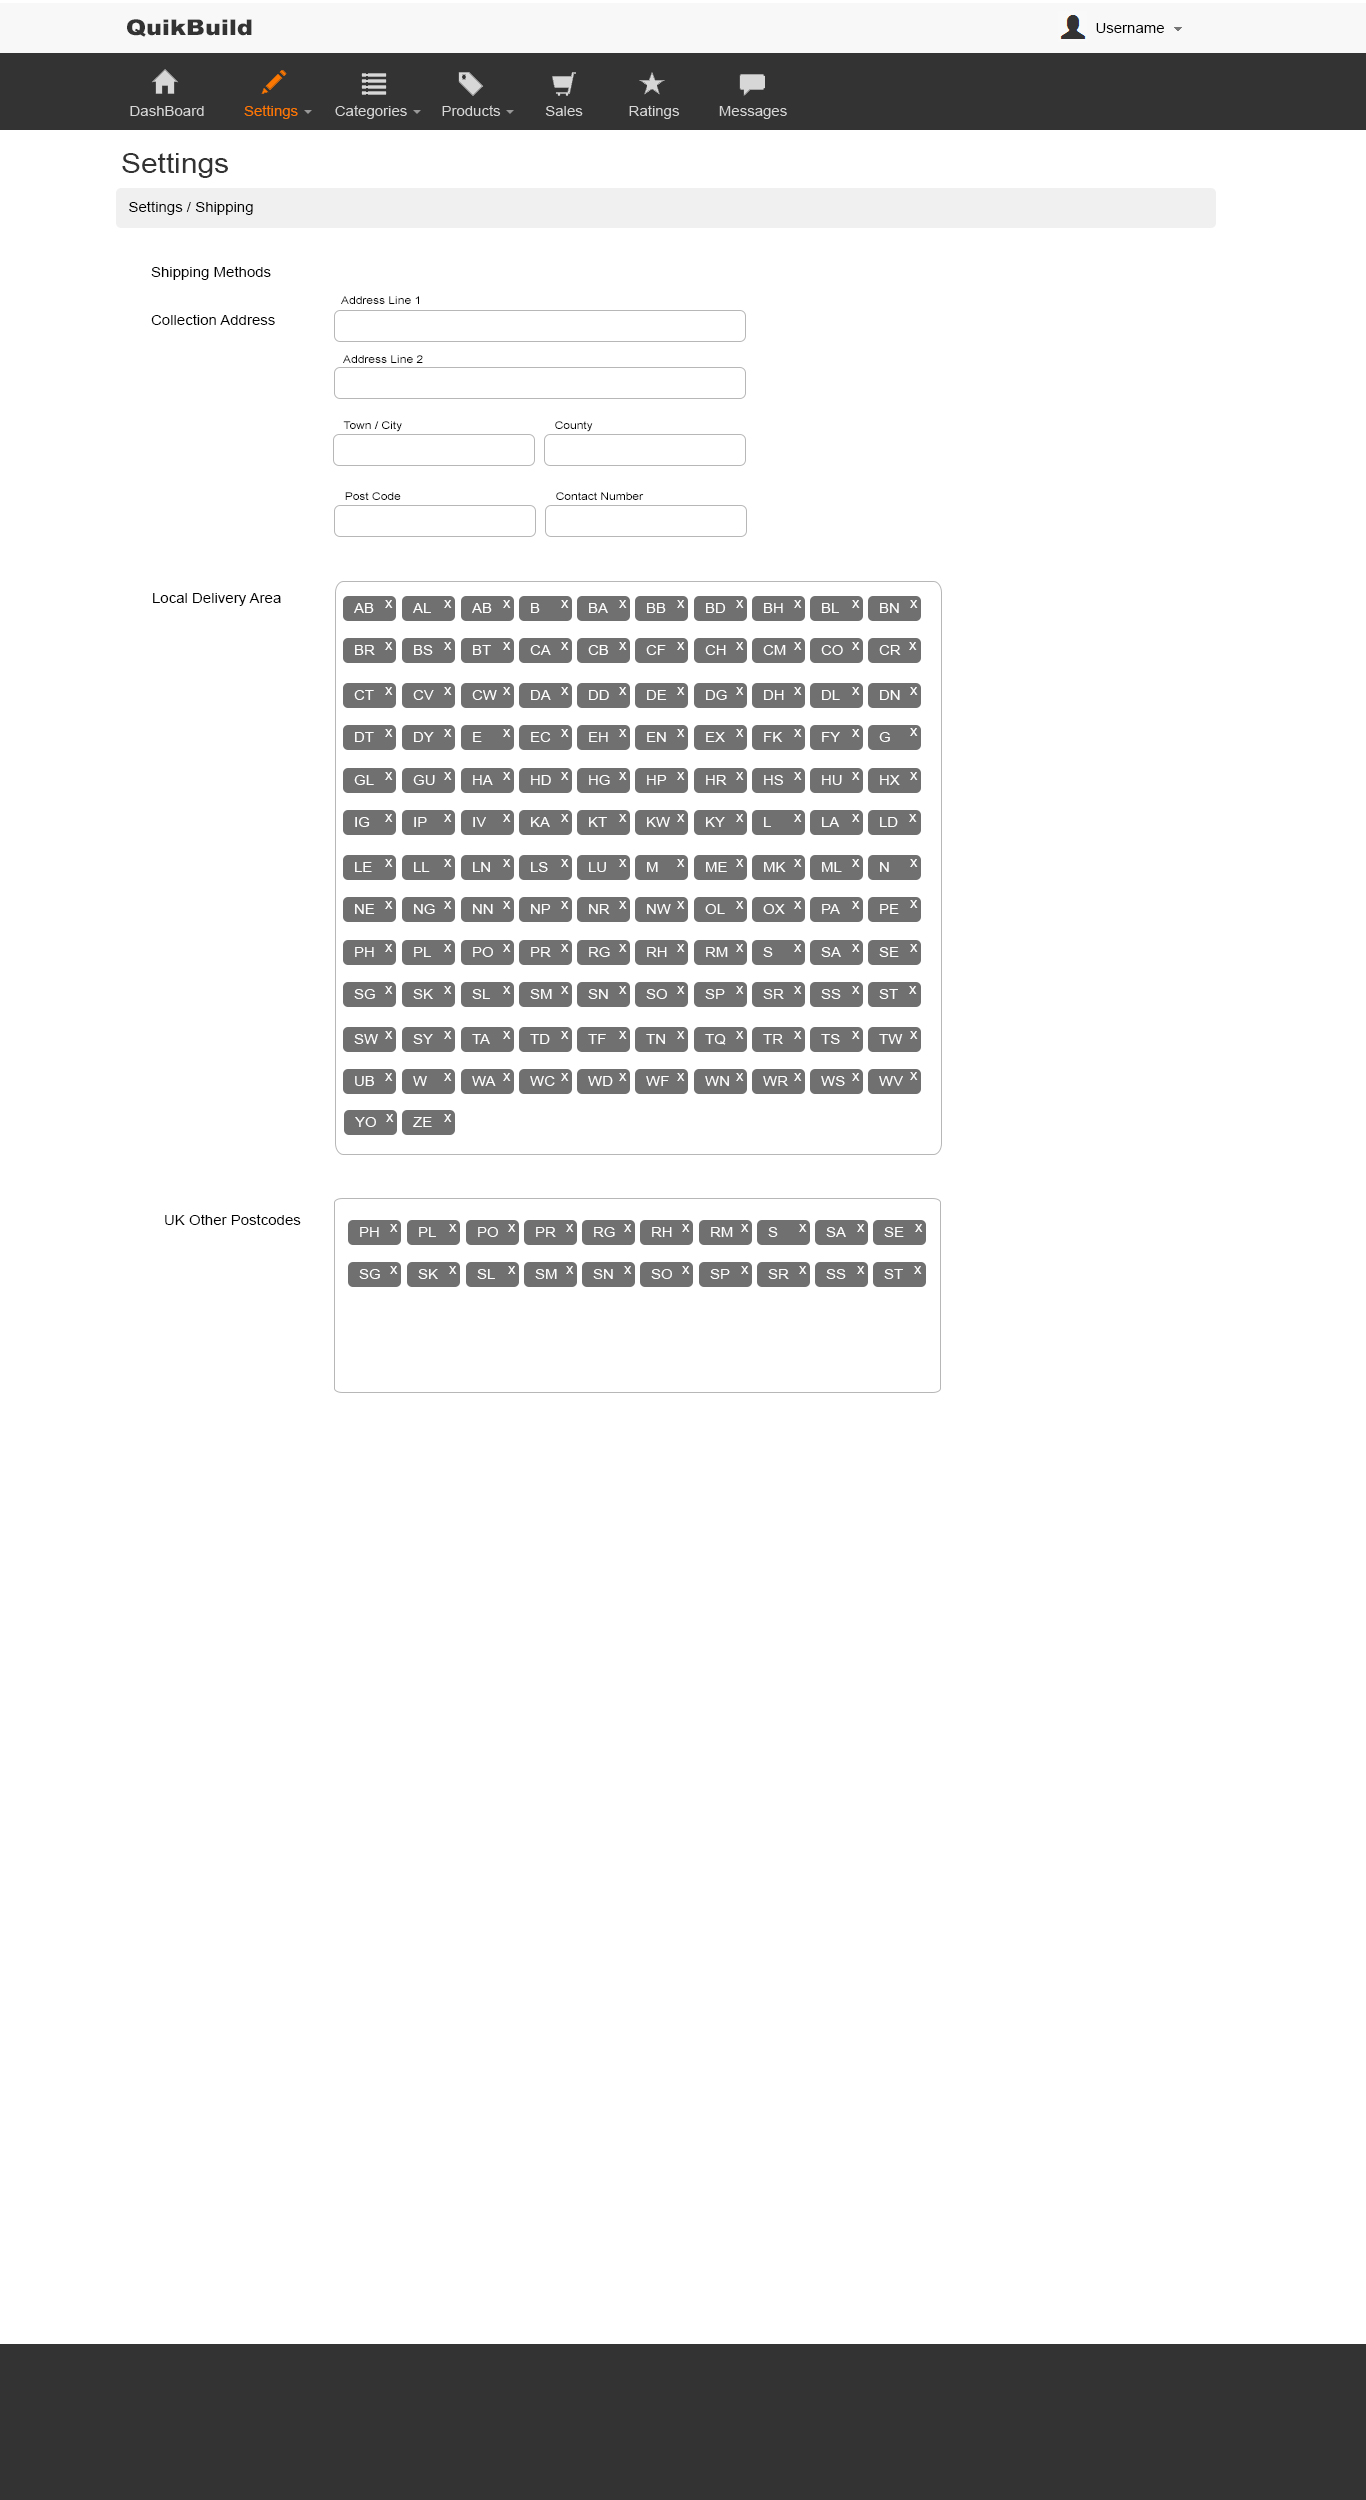 QuikBuild Username
DashBoard Settings Categories Products Sales Ratings Messages
Settings
Settings / Shipping
Shipping Methods
Address Line 1
Collection Address
Address Line 2
Town / City County
Post Code Contact Number
Local Delivery Area
AB X AL X AB X B X BA X BB X BD X BH X BL X BN X
BR X BS X BT X CA X CB X CF X CH X CM X CO X CR X
CT X CV X CW X DA X DD X DE X DG X DH X DL X DN X
DT X DY X E X EC X EH X EN X EX X FK X FY X G X
GL X GU X HA X HD X HG X HP X HR X HS X HU X HX X
IG X IP X IV X KA X KT X KW X KY X L X LA X LD X
LE X LL X LN X LS X LU X M X ME X MK X ML X N X
NE X NG X NN X NP X NR X NW X OL X OX X PA X PE X
PH X PL X PO X PR X RG X RH X RM X S X SA X SE X
SG X SK X SL X SM X SN X SO X SP X SR X SS X ST X
SW X SY X TA X TD X TF X TN X TQ X TR X TS X TW X
UB X W X WA X WC X WD X WF X WN X WR X WS X WV X
YO X ZE X
UK Other Postcodes
PH X PL X PO X PR X RG X RH X RM X S X SA X SE X
SG X SK X SL X SM X SN X SO X SP X SR X SS X ST X